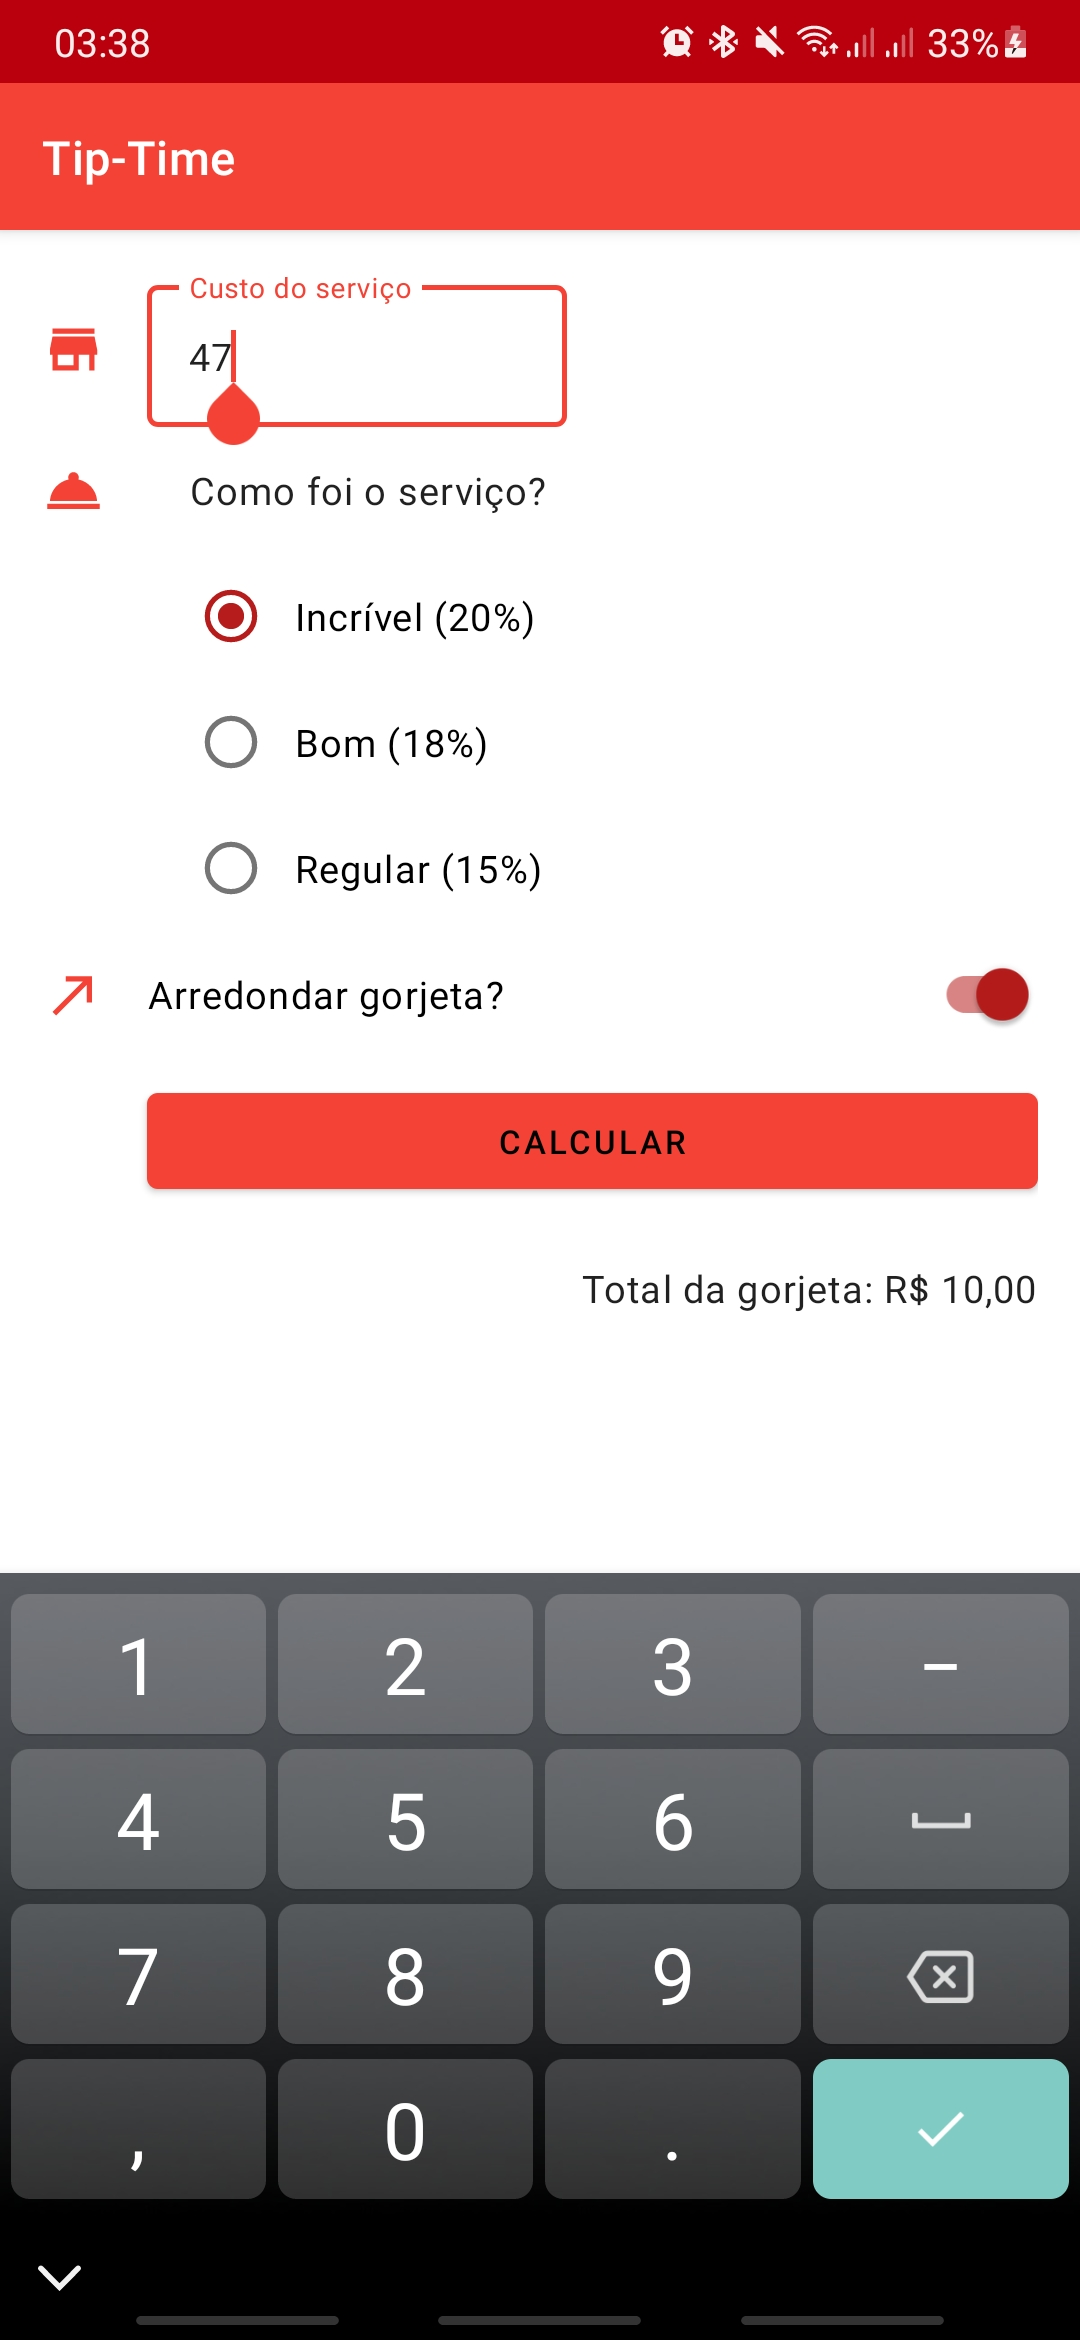 03:38 33%
Tip-Time
Custo do serviço
47
Como foi o serviço?
Incrível (20%)
Bom (18%)
Regular (15%)
Arredondar gorjeta?
CALCULAR
Total da gorjeta: R$ 10,00
1 2 3 –
4 5 6
7 8 9
, 0 .